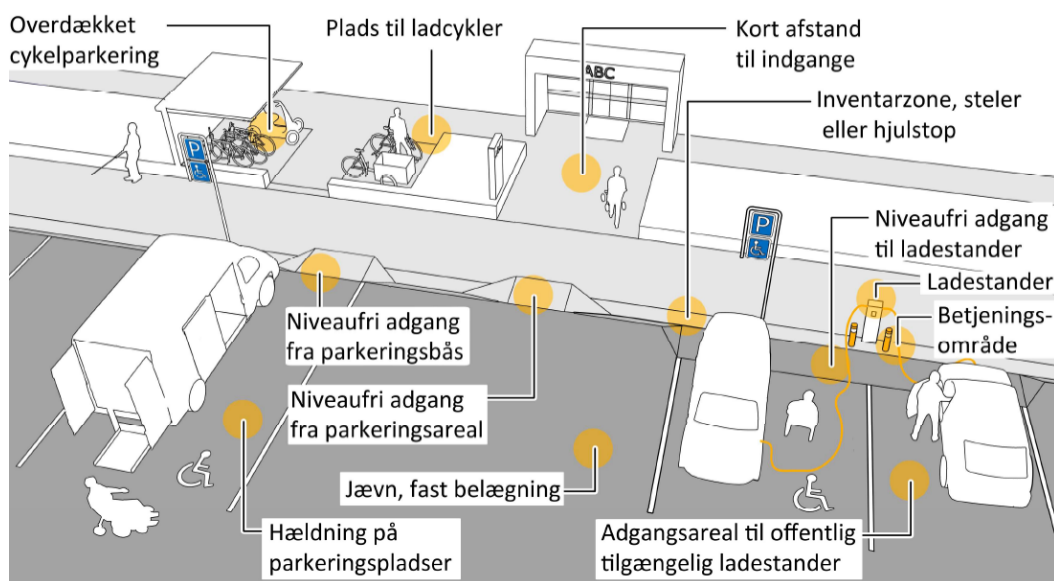 Overdækket
cykelparkering
Plads til ladcykler
Kort afstand
til indgange
ABC
Inventarzone, steler
eller hjulstop
P
P
Niveaufri adgang
til ladestander
Ladestander
Betjenings-
område
Niveaufri adgang
fra parkeringsbås
Niveaufri adgang
fra parkeringsareal
Jævn, fast belægning
Hældning på
parkeringspladser
Adgangsareal til offentlig
tilgængelig ladestander